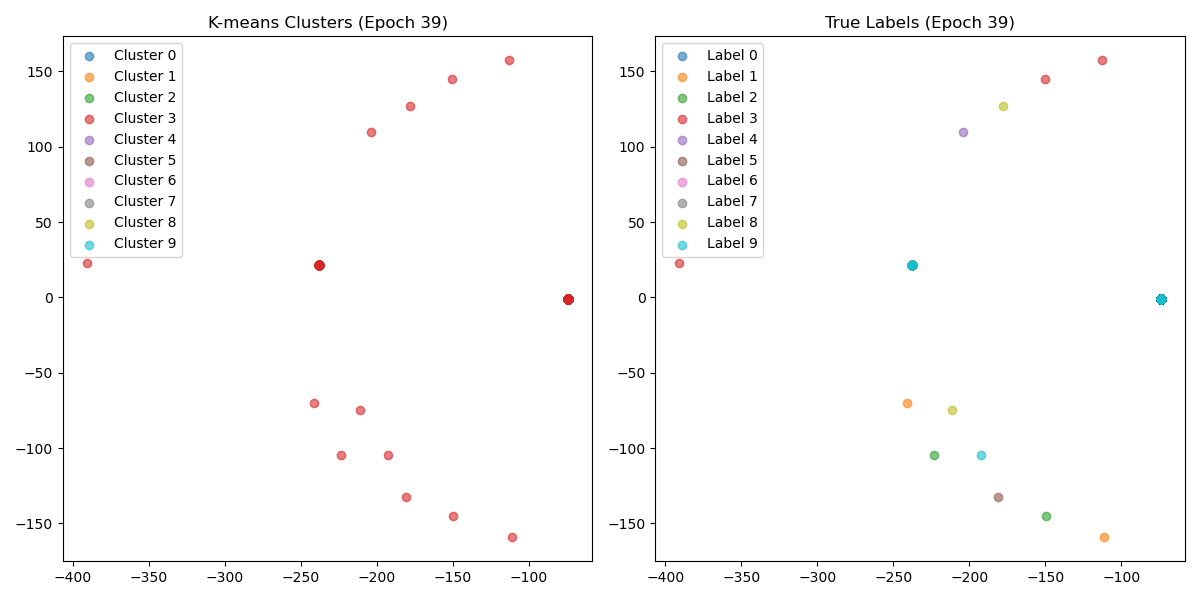 K-means Clusters (Epoch 39)
150
100
50
0
−50
−100
−150
−400
−350
−300
−250
−200
−150
−100
Cluster 0
Cluster 1
Cluster 2
Cluster 3
Cluster 4
Cluster 5
Cluster 6
Cluster 7
Cluster 8
Cluster 9
True Labels (Epoch 39)
150
100
50
0
−50
−100
−150
−400
−350
−300
−250
−200
−150
−100
Label 0
Label 1
Label 2
Label 3
Label 4
Label 5
Label 6
Label 7
Label 8
Label 9